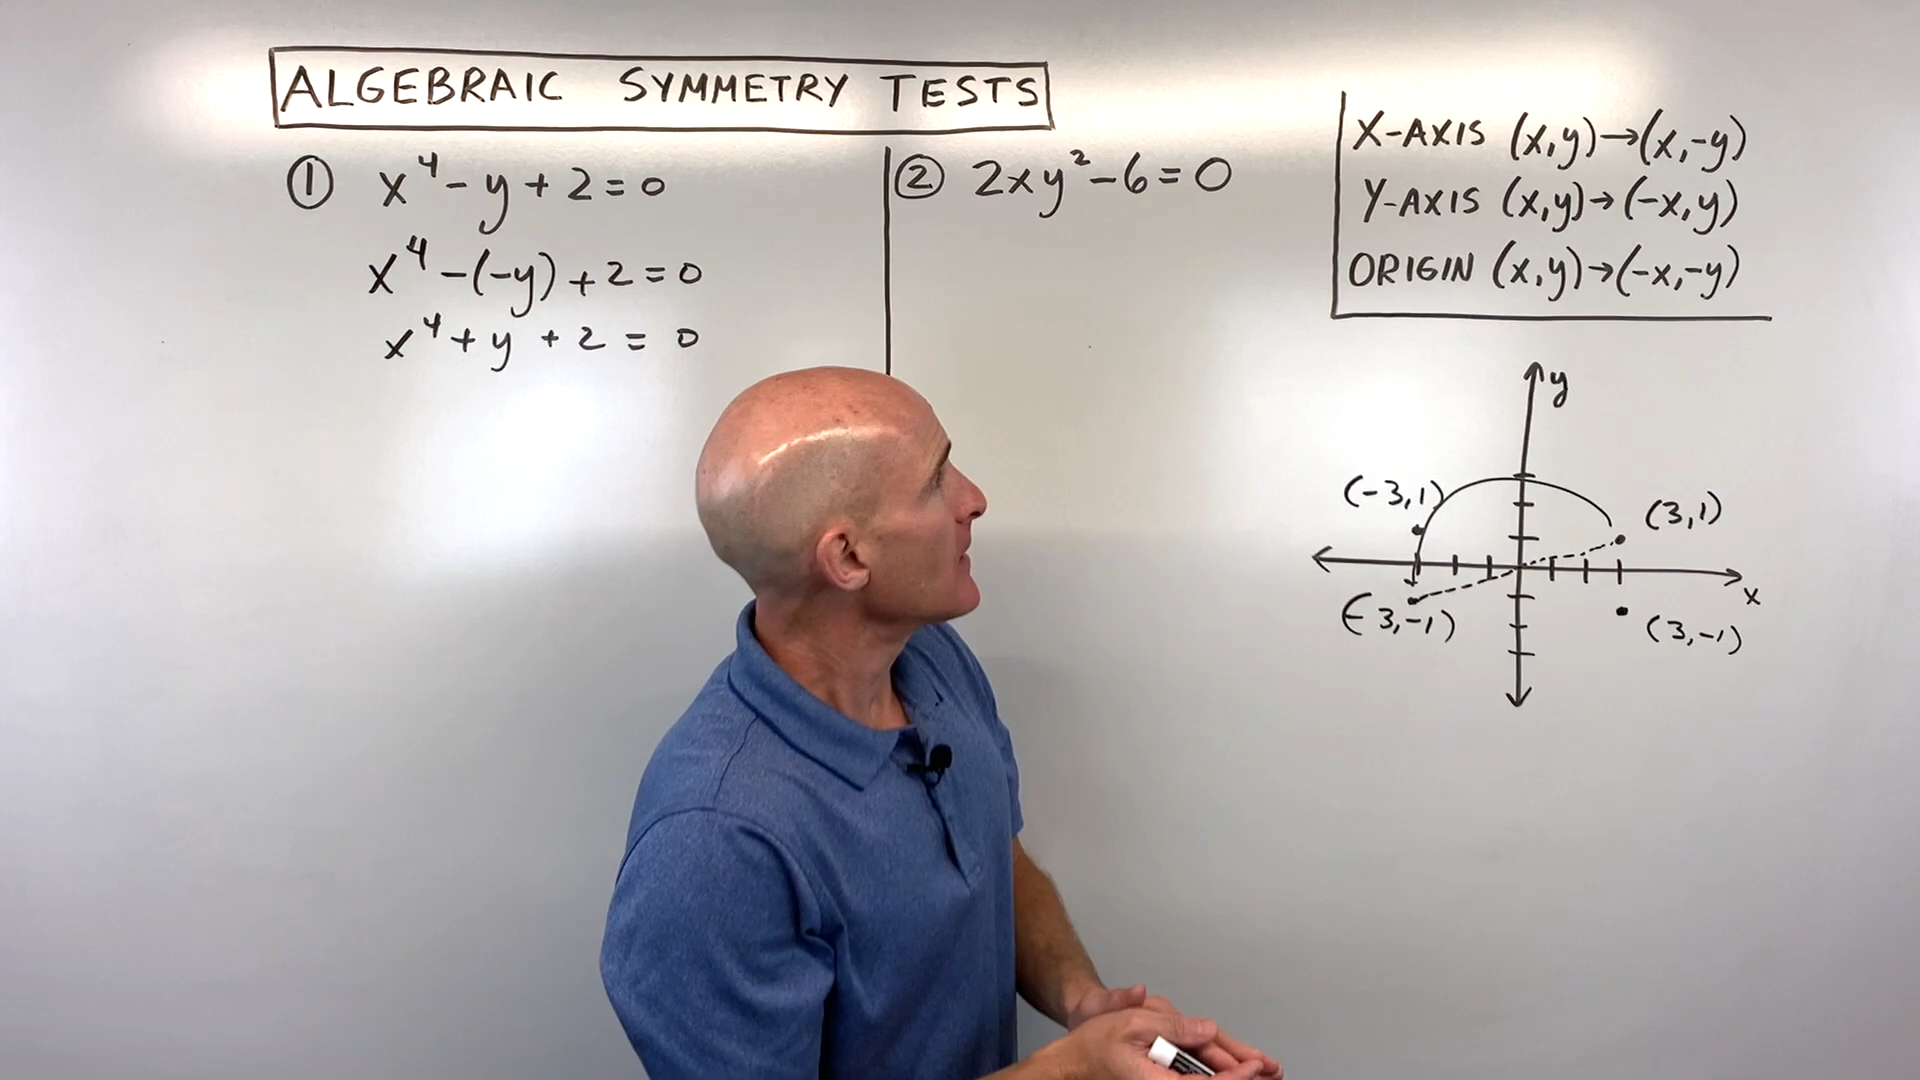 ALGEBRAIC SYMMETRY TESTS
① x⁴ - y + 2 = 0
x⁴ - (-y) + 2 = 0
x⁴ + y + 2 = 0
② 2xy² - 6 = 0
X-AXIS (x,y)→(x,-y)
Y-AXIS (x,y)→(-x,y)
ORIGIN (x,y)→(-x,-y)
y
(-3,1)
(3,1)
x
(-3,-1)
(3,-1)